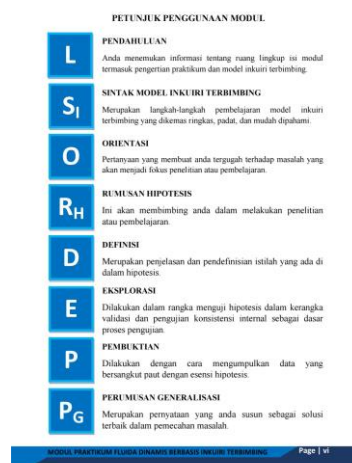 PETUNJUK PENGGUNAAN MODUL
L
PENDAHULUAN
Anda menemukan informasi tentang ruang lingkup isi modul
termasuk pengertian praktikum dan model inkuiri terbimbing.
SI
SINTAK MODEL INKUIRI TERBIMBING
Merupakan langkah-langkah pembelajaran model inkuiri
terbimbing yang dikemas ringkas, padat, dan mudah dipahami.
O
ORIENTASI
Pertanyaan yang membuat anda tergugah terhadap masalah yang
akan menjadi fokus penelitian atau pembelajaran.
RH
RUMUSAN HIPOTESIS
Ini akan membimbing anda dalam melakukan penelitian
atau pembelajaran.
D
DEFINISI
Merupakan penjelasan dan pendefinisian istilah yang ada di
dalam hipotesis.
E
EKSPLORASI
Dilakukan dalam rangka menguji hipotesis dalam kerangka
validasi dan pengujian konsistensi internal sebagai dasar
proses pengujian.
P
PEMBUKTIAN
Dilakukan dengan cara mengumpulkan data yang
bersangkut paut dengan esensi hipotesis.
PG
PERUMUSAN GENERALISASI
Merupakan pernyataan yang anda susun sebagai solusi
terbaik dalam pemecahan masalah.
MODUL PRAKTIKUM FLUIDA DINAMIS BERBASIS INKUIRI TERBIMBING Page | vi